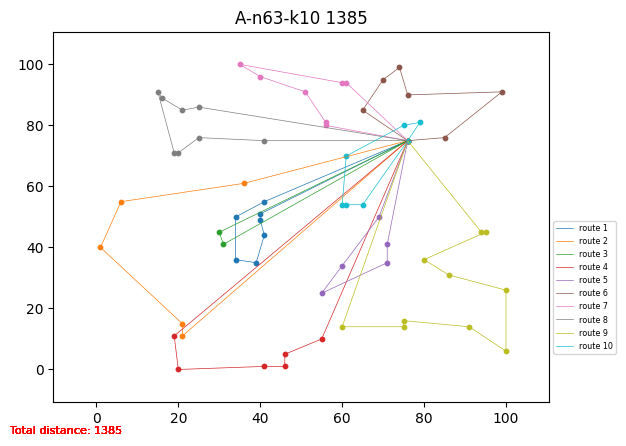 A-n63-k10 1385
100
80
60
40
20
0
0 20 40 60 80 100
route 1
route 2
route 3
route 4
route 5
route 6
route 7
route 8
route 9
route 10
Total distance: 1385